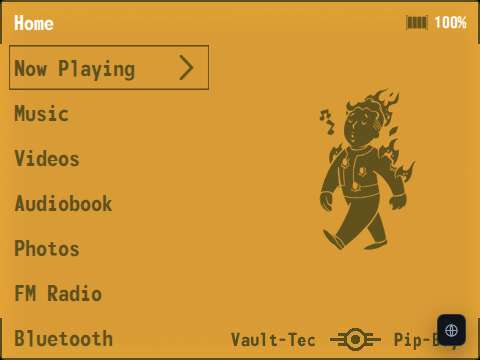 Home
100%
Now Playing
Music
Videos
Audiobook
Photos
FM Radio
Bluetooth
Vault-Tec